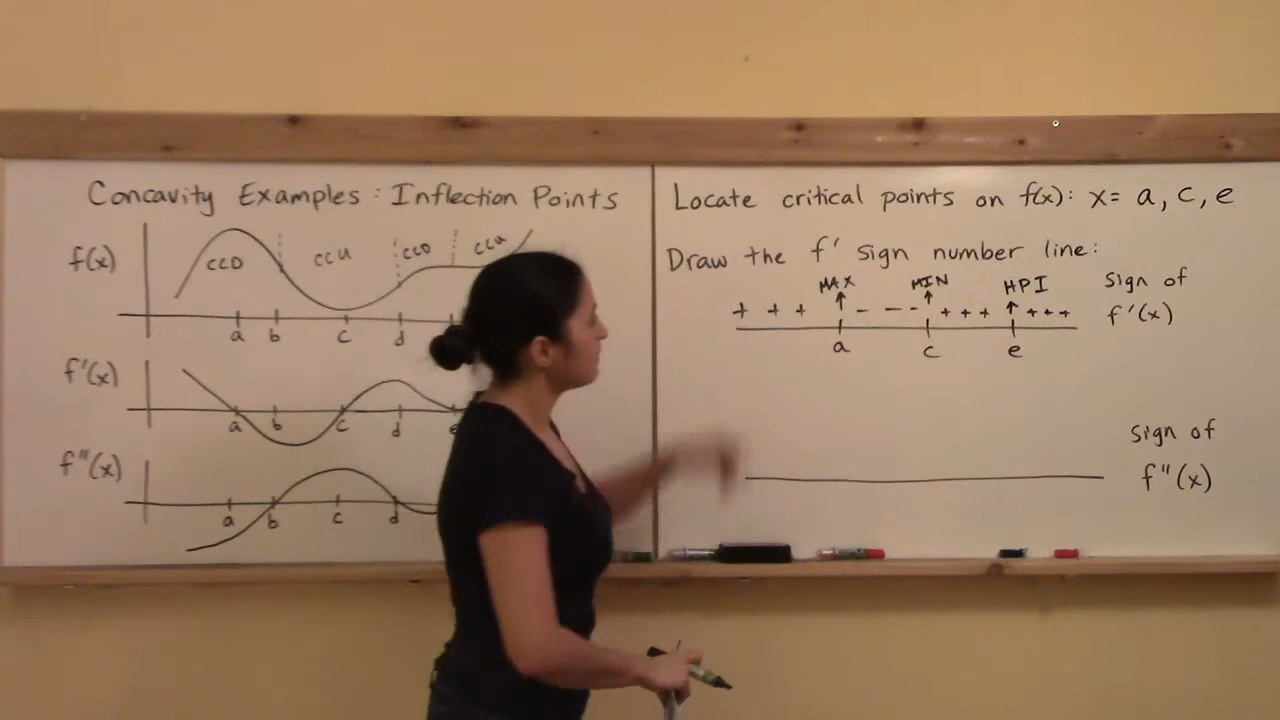 Concavity Examples: Inflection Points
f(x)
CCD
CCU
CCD
CCU
a b c d
f'(x)
a b c d e
f"(x)
a b c d
Locate critical points on f(x): x= a, c, e
Draw the f' sign number line:
MAX MIN HPI
sign of
+ + + - - - + + + + + + f'(x)
a c e
sign of
f"(x)